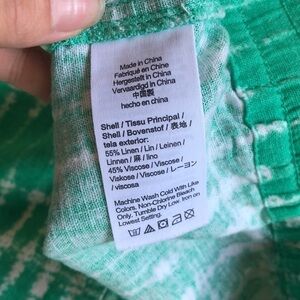 Made in China
Fabriqué en Chine
Hergestellt in China
Vervaardigd in China
中国製
hecho en china
Shell / Tissu Principal /
Shell / Bovenstof / 表地 /
tela exterior:
55% Linen / Lin / Leinen /
Linnen / 麻 / lino
45% Viscose / Viscose /
Viskose / Viscose / レーヨン
/ viscosa
Machine Wash Cold With Like
Colors. Non-Chlorine Bleach
Only. Tumble Dry Low. Iron on
Lowest Setting.